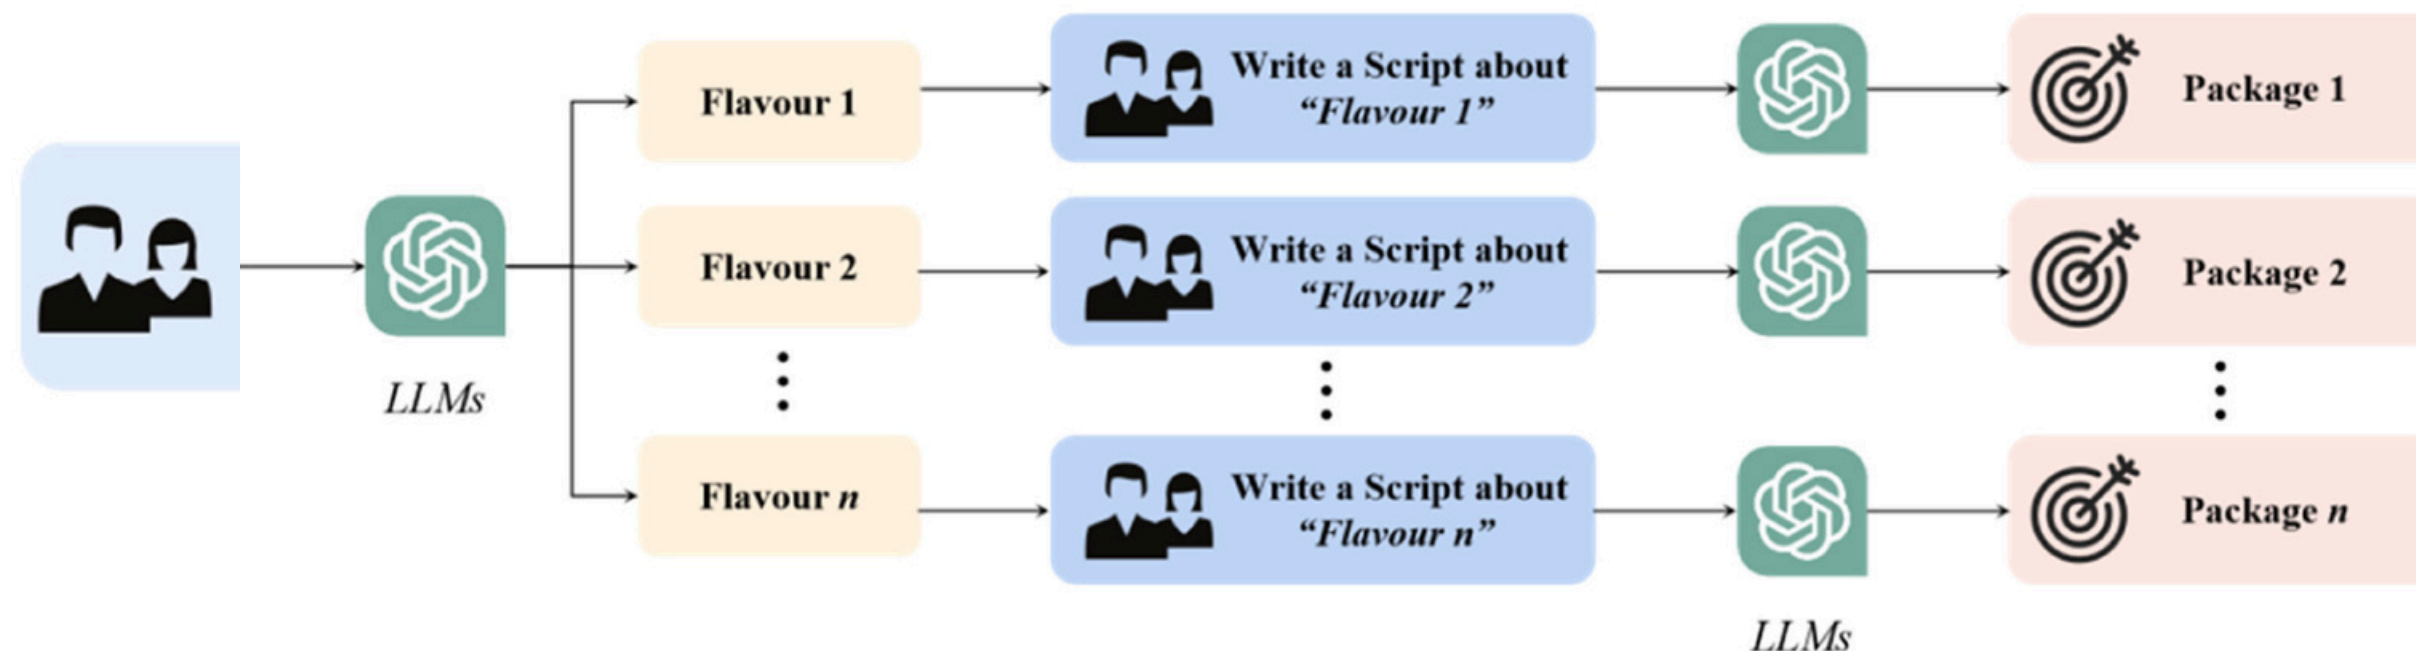 Flavour 1
Write a Script about
“Flavour 1”
Package 1
Flavour 2
Write a Script about
“Flavour 2”
Package 2
LLMs
Flavour n
Write a Script about
“Flavour n”
Package n
LLMs